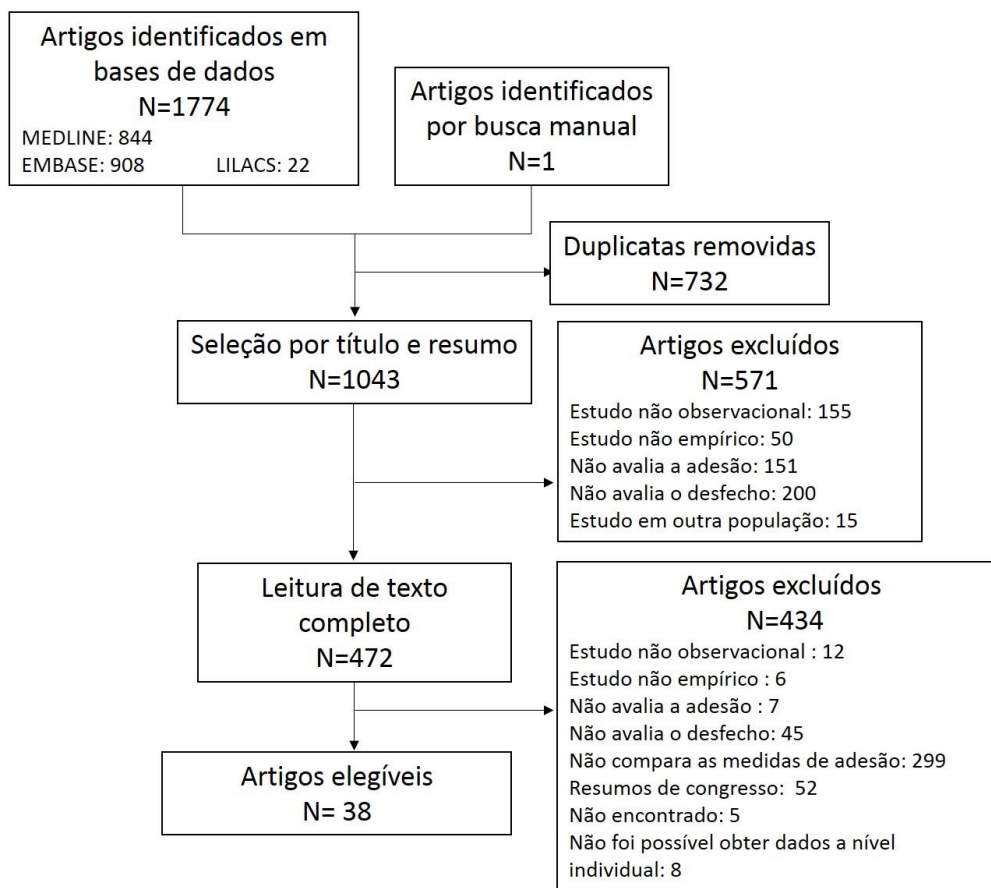 Artigos identificados em
bases de dados
N=1774
MEDLINE: 844
EMBASE: 908 LILACS: 22
Artigos identificados
por busca manual
N=1
Duplicatas removidas
N=732
Seleção por título e resumo
N=1043
Artigos excluídos
N=571
Estudo não observacional: 155
Estudo não empírico: 50
Não avalia a adesão: 151
Não avalia o desfecho: 200
Estudo em outra população: 15
Leitura de texto
completo
N=472
Artigos excluídos
N=434
Estudo não observacional : 12
Estudo não empírico : 6
Não avalia a adesão : 7
Não avalia o desfecho: 45
Não compara as medidas de adesão: 299
Resumos de congresso: 52
Não encontrado: 5
Não foi possível obter dados a nível
individual: 8
Artigos elegíveis
N= 38